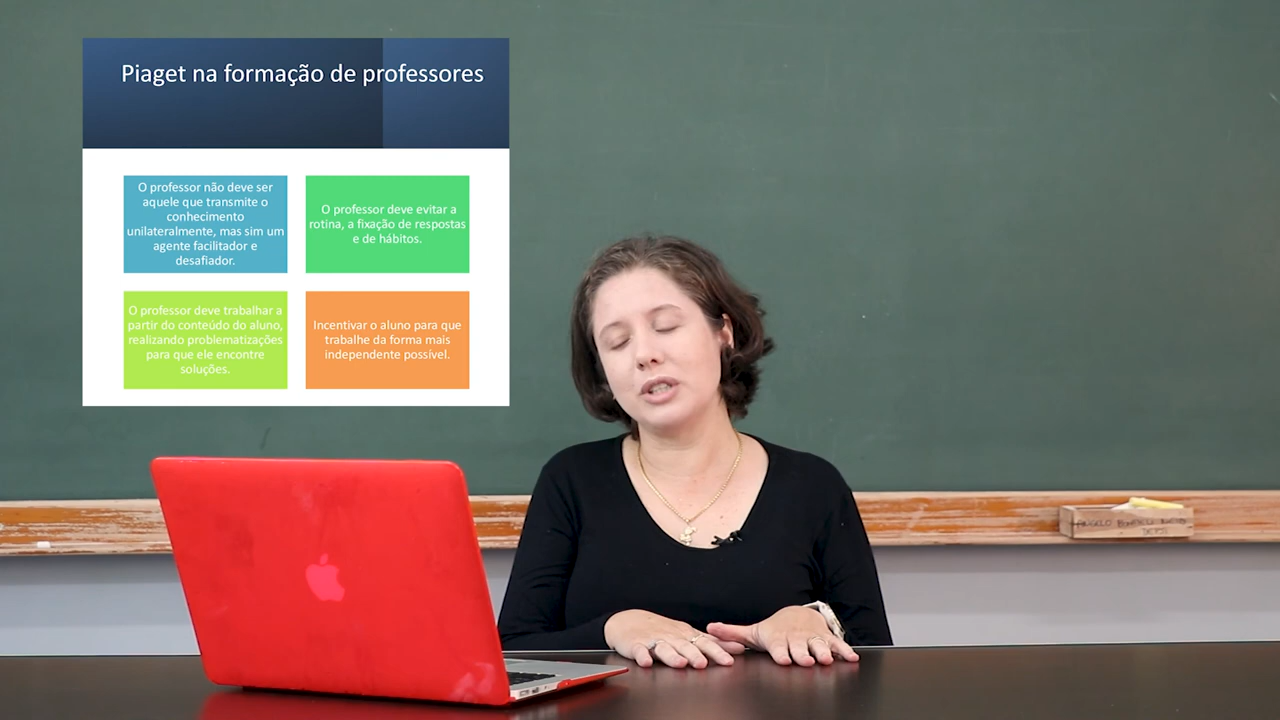 Piaget na formação de professores
O professor não deve ser
aquele que transmite o
conhecimento
unilateralmente, mas sim um
agente facilitador e
desafiador.
O professor deve evitar a
rotina, a fixação de respostas
e de hábitos.
O professor deve trabalhar a
partir do conteúdo do aluno,
realizando problematizações
para que ele encontre
soluções.
Incentivar o aluno para que
trabalhe da forma mais
independente possível.